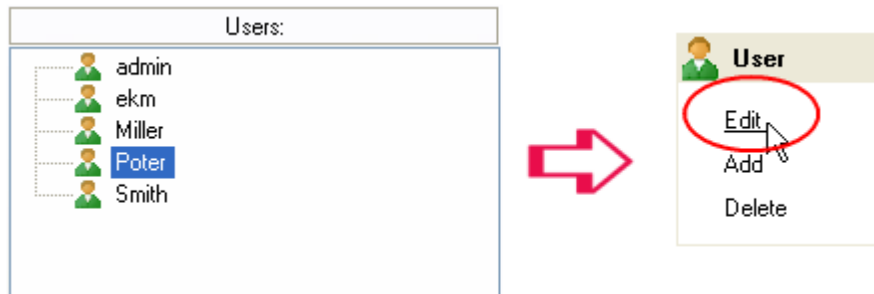 Users:
admin
ekm
Miller
Poter
Smith
User
Edit
Add
Delete